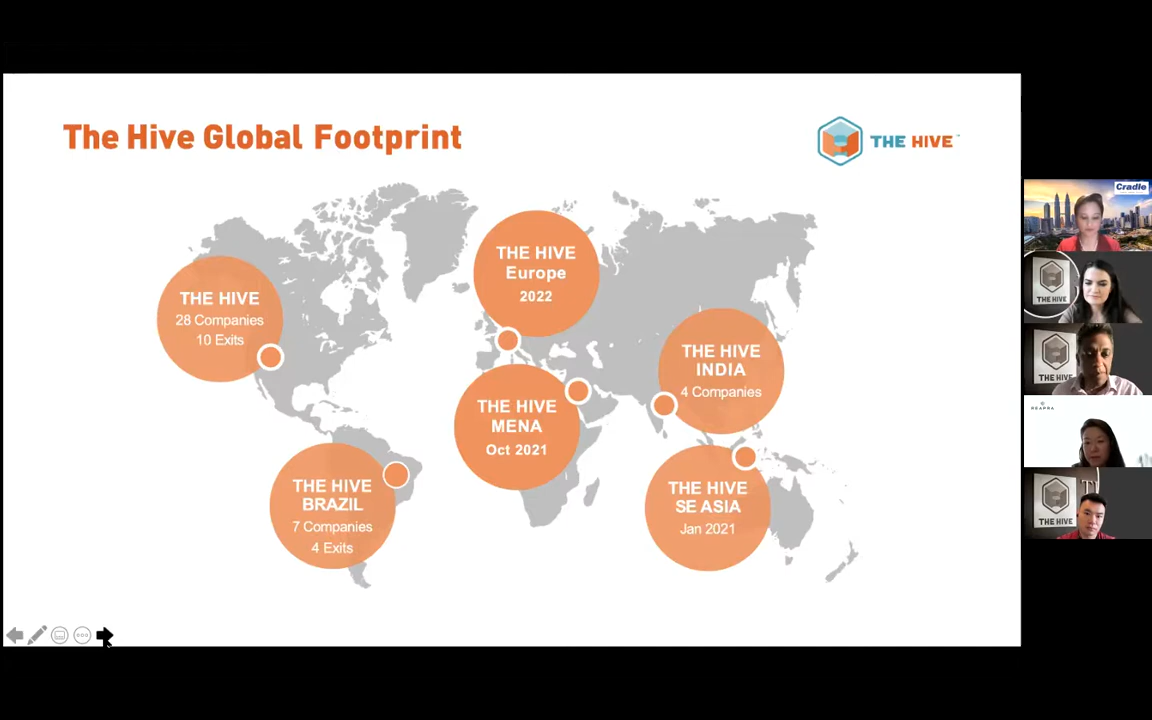 The Hive Global Footprint
THE HIVE
THE HIVE
28 Companies
10 Exits
THE HIVE
Europe
2022
THE HIVE
INDIA
4 Companies
THE HIVE
MENA
Oct 2021
THE HIVE
BRAZIL
7 Companies
4 Exits
THE HIVE
SE ASIA
Jan 2021
Cradle
THE HIVE
THE HIVE
REAPRA
THE HIVE